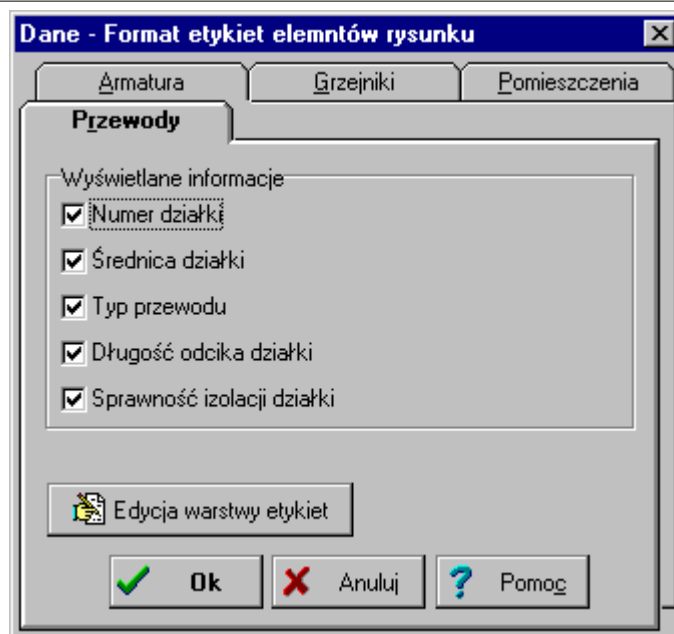 Dane - Format etykiet elemntów rysunku
Armatura Grzejniki Pomieszczenia
Przewody
Wyświetlane informacje
Numer działki
Średnica działki
Typ przewodu
Długość odcika działki
Sprawność izolacji działki
Edycja warstwy etykiet
Ok Anuluj Pomoc